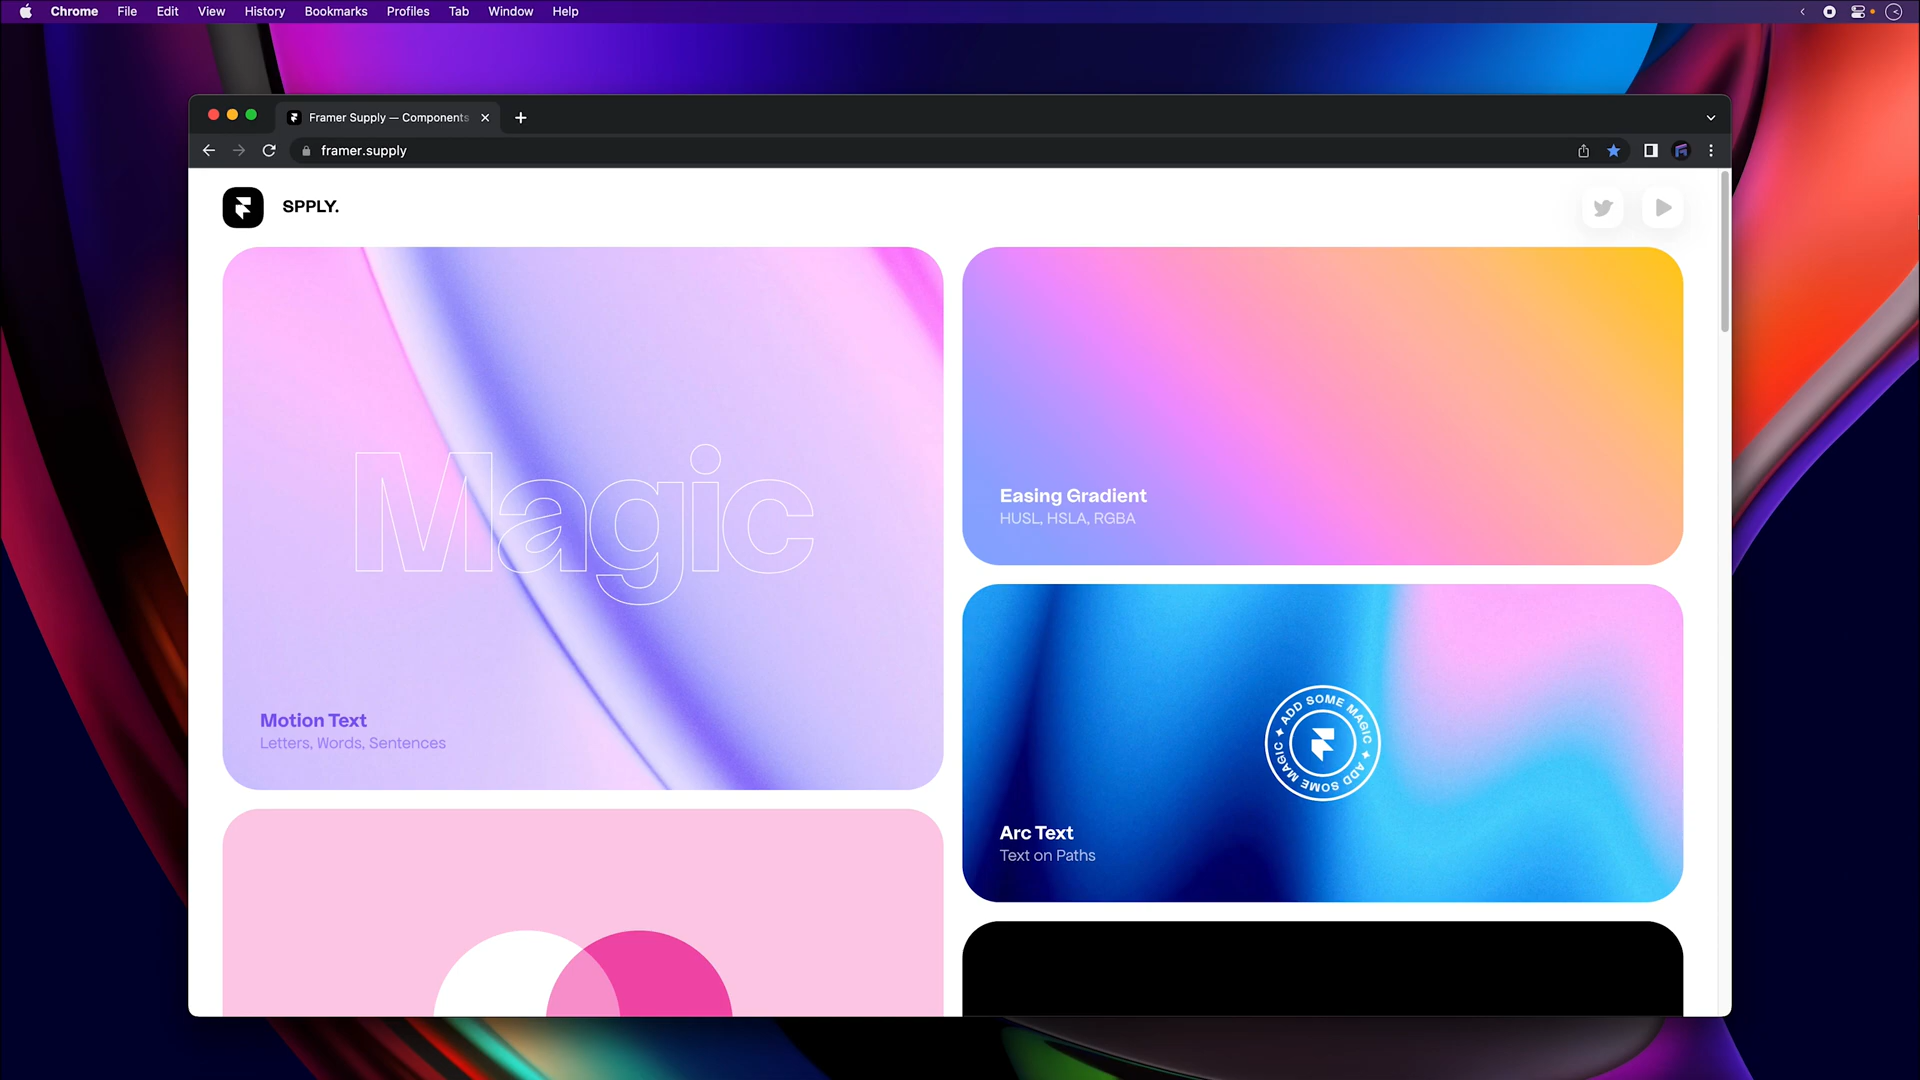 Chrome File Edit View History Bookmarks Profiles Tab Window Help
Framer Supply — Components
framer.supply
SPPLY.
Magic
Motion Text
Letters, Words, Sentences
Easing Gradient
HUSL, HSLA, RGBA
ADD SOME MAGIC ✦ ADD SOME MAGIC ✦
Arc Text
Text on Paths